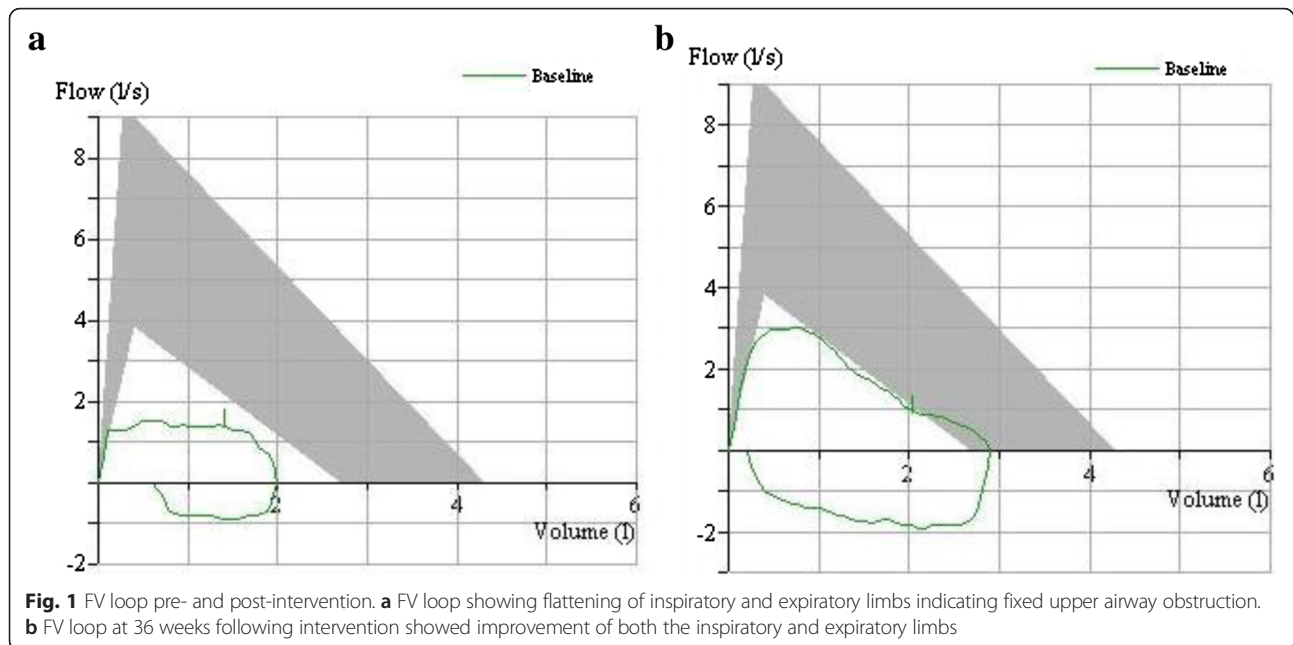 a
Flow (l/s)
Baseline
8
6
4
2
2
4
6
Volume (l)
-2
b
Flow (l/s)
Baseline
8
6
4
2
2
4
6
Volume (l)
-2
Fig. 1 FV loop pre- and post-intervention. a FV loop showing flattening of inspiratory and expiratory limbs indicating fixed upper airway obstruction.
b FV loop at 36 weeks following intervention showed improvement of both the inspiratory and expiratory limbs